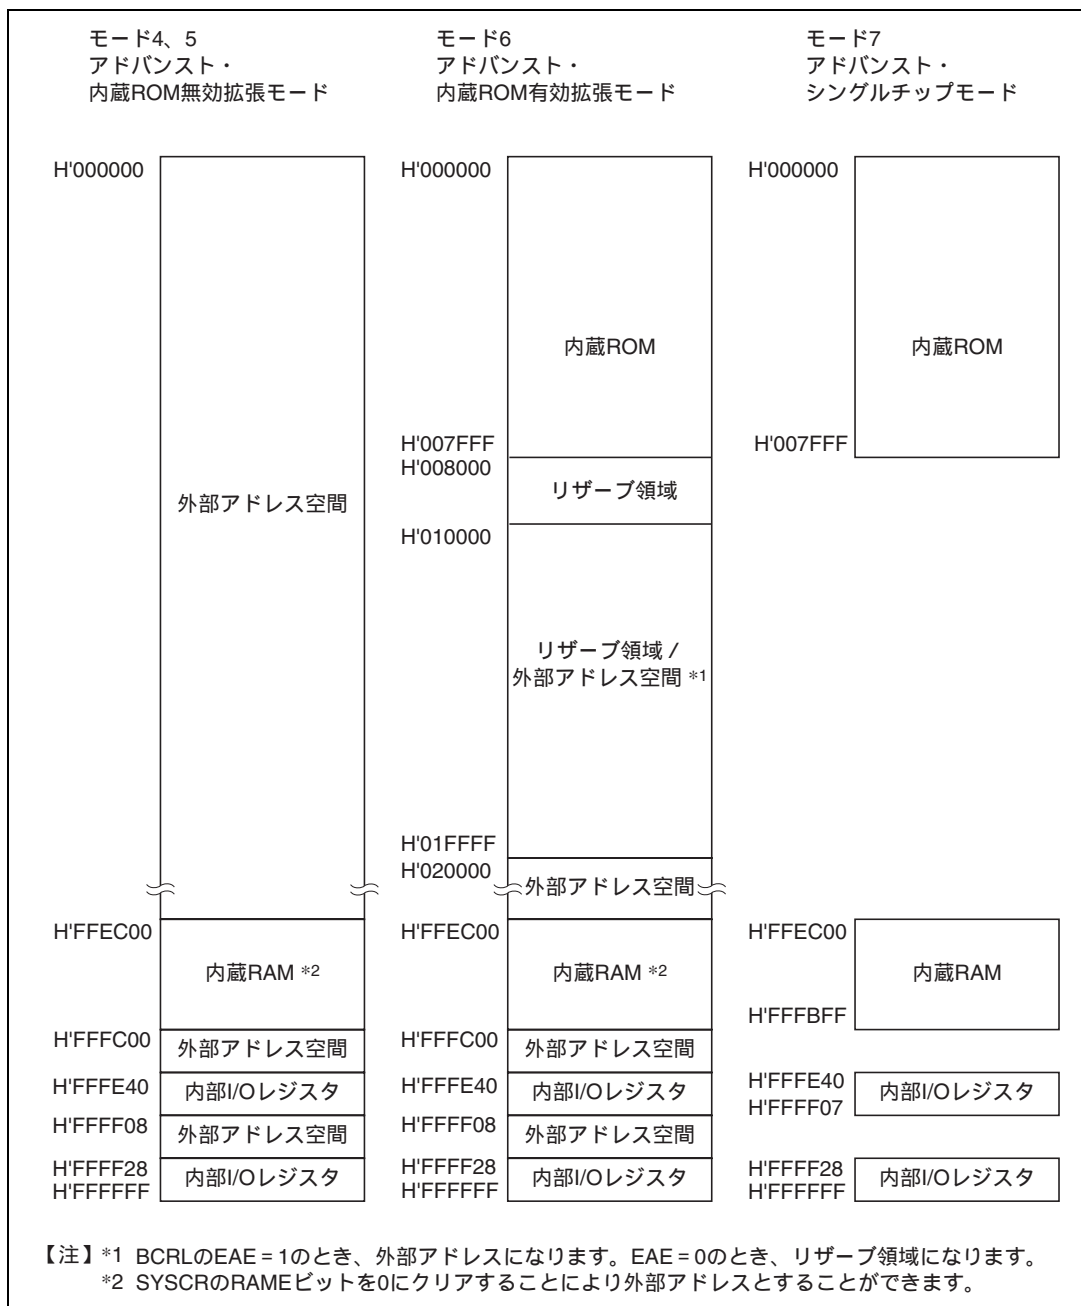 モード4、5
アドバンスト・
内蔵ROM無効拡張モード
H'000000
外部アドレス空間
H'FFEC00
内蔵RAM *2
H'FFFC00
外部アドレス空間
H'FFFE40
内部I/Oレジスタ
H'FFFF08
外部アドレス空間
H'FFFF28
内部I/Oレジスタ
H'FFFFFF
モード6
アドバンスト・
内蔵ROM有効拡張モード
H'000000
内蔵ROM
H'007FFF
H'008000
リザーブ領域
H'010000
リザーブ領域 /
外部アドレス空間 *1
H'01FFFF
H'020000
外部アドレス空間
H'FFEC00
内蔵RAM *2
H'FFFC00
外部アドレス空間
H'FFFE40
内部I/Oレジスタ
H'FFFF08
外部アドレス空間
H'FFFF28
内部I/Oレジスタ
H'FFFFFF
モード7
アドバンスト・
シングルチップモード
H'000000
内蔵ROM
H'007FFF
H'FFEC00
内蔵RAM
H'FFFBFF
H'FFFE40
内部I/Oレジスタ
H'FFFF07
H'FFFF28
内部I/Oレジスタ
H'FFFFFF
【注】*1 BCRLのEAE = 1のとき、外部アドレスになります。EAE = 0のとき、リザーブ領域になります。
*2 SYSCRのRAMEビットを0にクリアすることにより外部アドレスとすることができます。